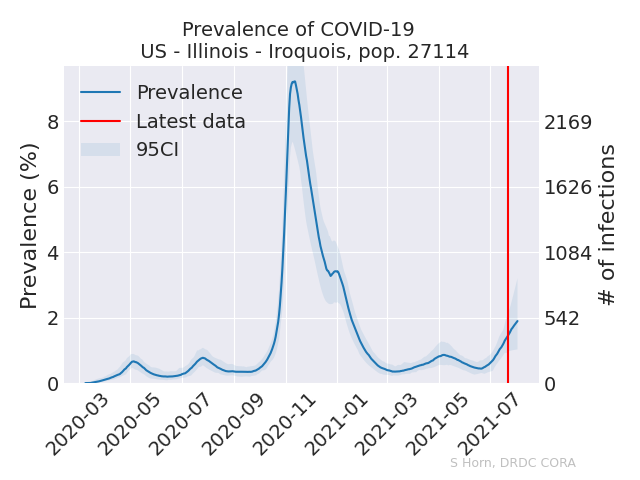 Prevalence of COVID-19
US - Illinois - Iroquois, pop. 27114
Prevalence
Latest data
95CI
Prevalence (%)
8
6
4
2
0
2169
1626
1084
542
0
# of infections
2020-03
2020-05
2020-07
2020-09
2020-11
2021-01
2021-03
2021-05
2021-07
S Horn, DRDC CORA